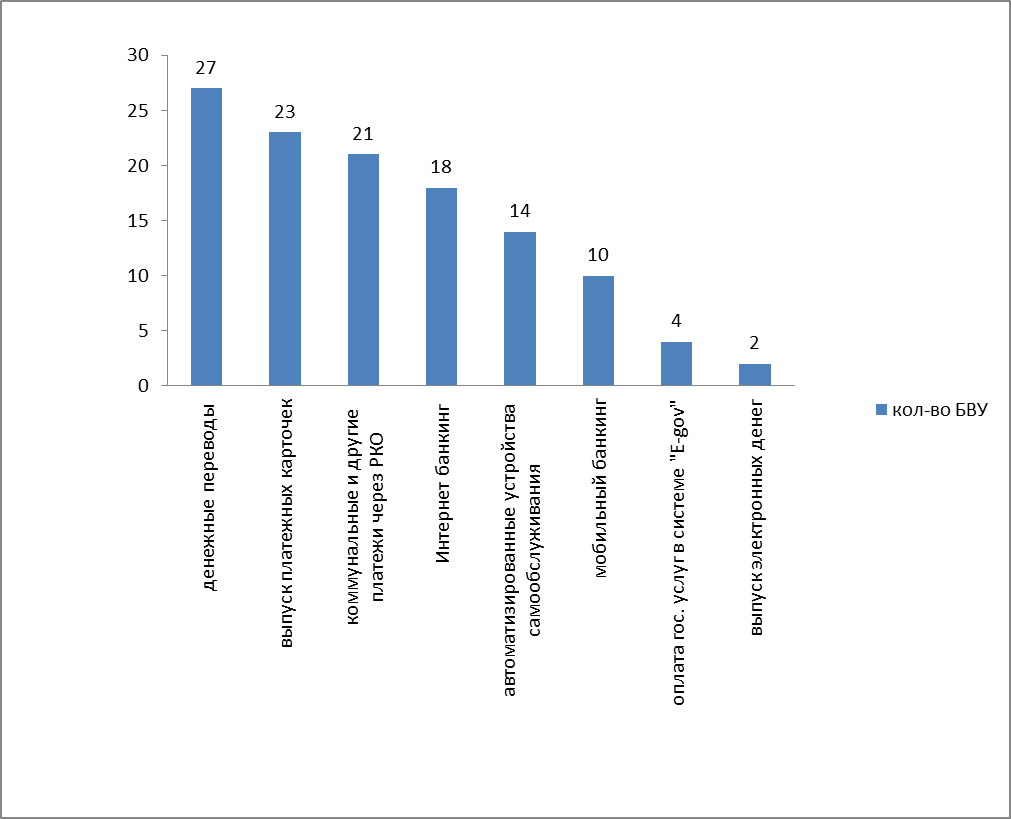 30
25
20
15
10
5
0
27
23
21
18
14
10
4
2
денежные переводы
выпуск платежных карточек
коммунальные и другие
платежи через РКО
Интернет банкинг
автоматизированные устройства
самообслуживания
мобильный банкинг
оплата гос. услуг в системе "E-gov"
выпуск электронных денег
кол-во БВУ